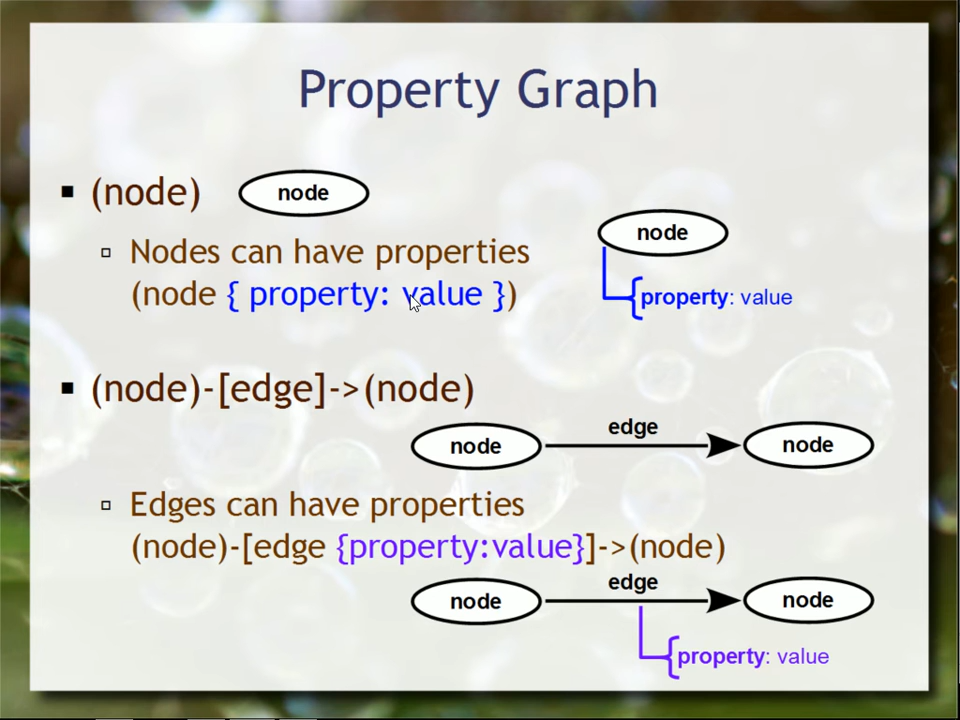 Property Graph
(node)
node
Nodes can have properties
(node { property: value })
node
property: value
(node)-[edge]->(node)
node
edge
node
Edges can have properties
(node)-[edge {property:value}]->(node)
node
edge
node
property: value